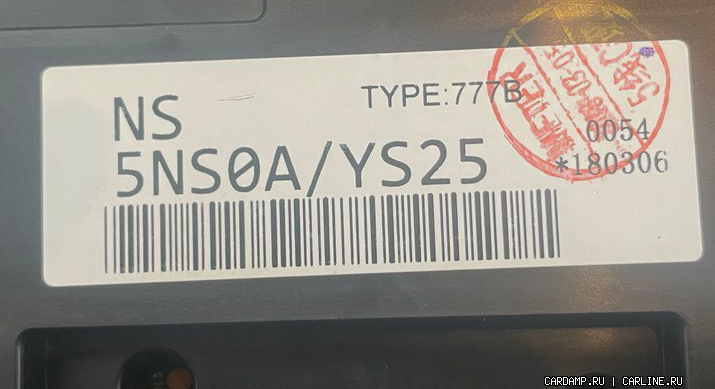 TYPE:777B
NS
5NS0A/YS25
0054
*180306
CARDAMP.RU | CARLINE.RU